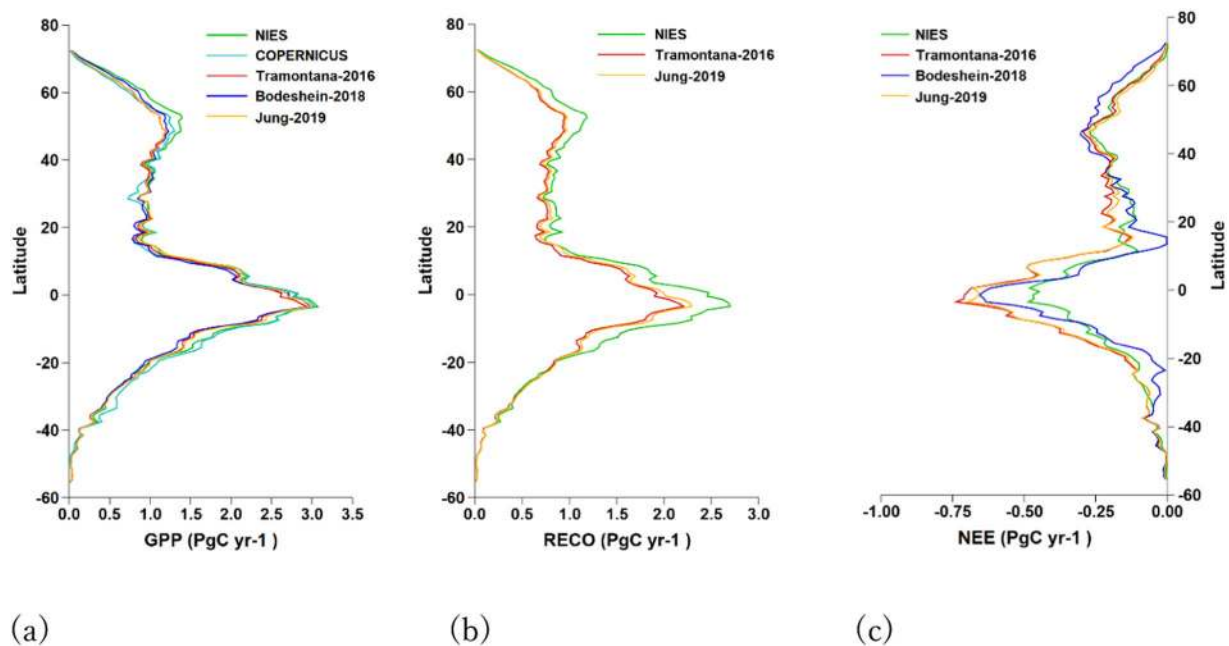 80
60
40
20
0
-20
-40
-60
Latitude
NIES
COPERNICUS
Tramontana-2016
Bodeshein-2018
Jung-2019
0.0 0.5 1.0 1.5 2.0 2.5 3.0 3.5
GPP (PgC yr-1 )
(a)
80
60
40
20
0
-20
-40
-60
Latitude
NIES
Tramontana-2016
Jung-2019
0.0 0.5 1.0 1.5 2.0 2.5 3.0
RECO (PgC yr-1 )
(b)
NIES
Tramontana-2016
Bodeshein-2018
Jung-2019
80
60
40
20
0
-20
-40
-60
Latitude
-1.00 -0.75 -0.50 -0.25 0.00
NEE (PgC yr-1 )
(c)